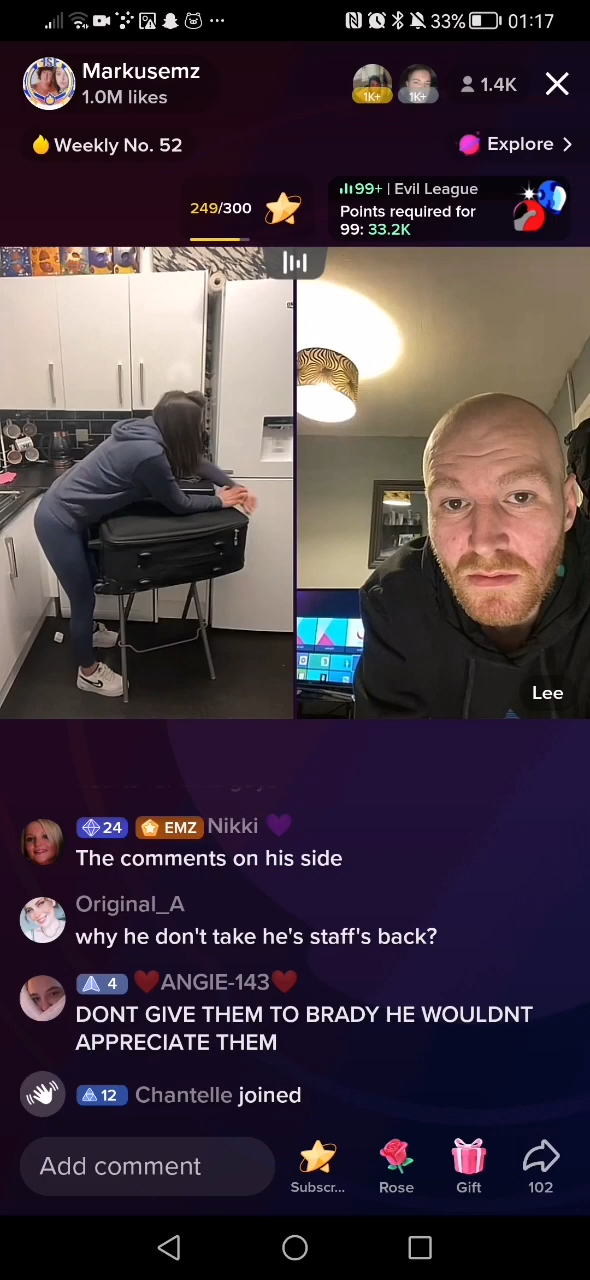 33% 01:17
Markusemz
1.0M likes
1K+ 1K+ 1.4K
Weekly No. 52
Explore
249/300
99+ | Evil League
Points required for
99: 33.2K
Lee
24 EMZ Nikki 💜
The comments on his side
Original_A
why he don't take he's staff's back?
4 ❤️ANGIE-143❤️
DONT GIVE THEM TO BRADY HE WOULDNT
APPRECIATE THEM
12 Chantelle joined
Add comment
Subscr... Rose Gift 102